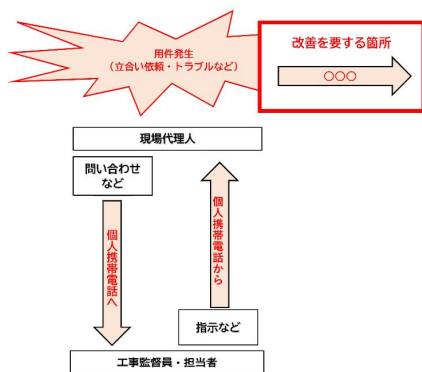 用件発生
(立合い依頼・トラブルなど)
改善を要する箇所
○○○
現場代理人
問い合わせ
など
個人携帯電話へ
個人携帯電話から
指示など
工事監督員・担当者